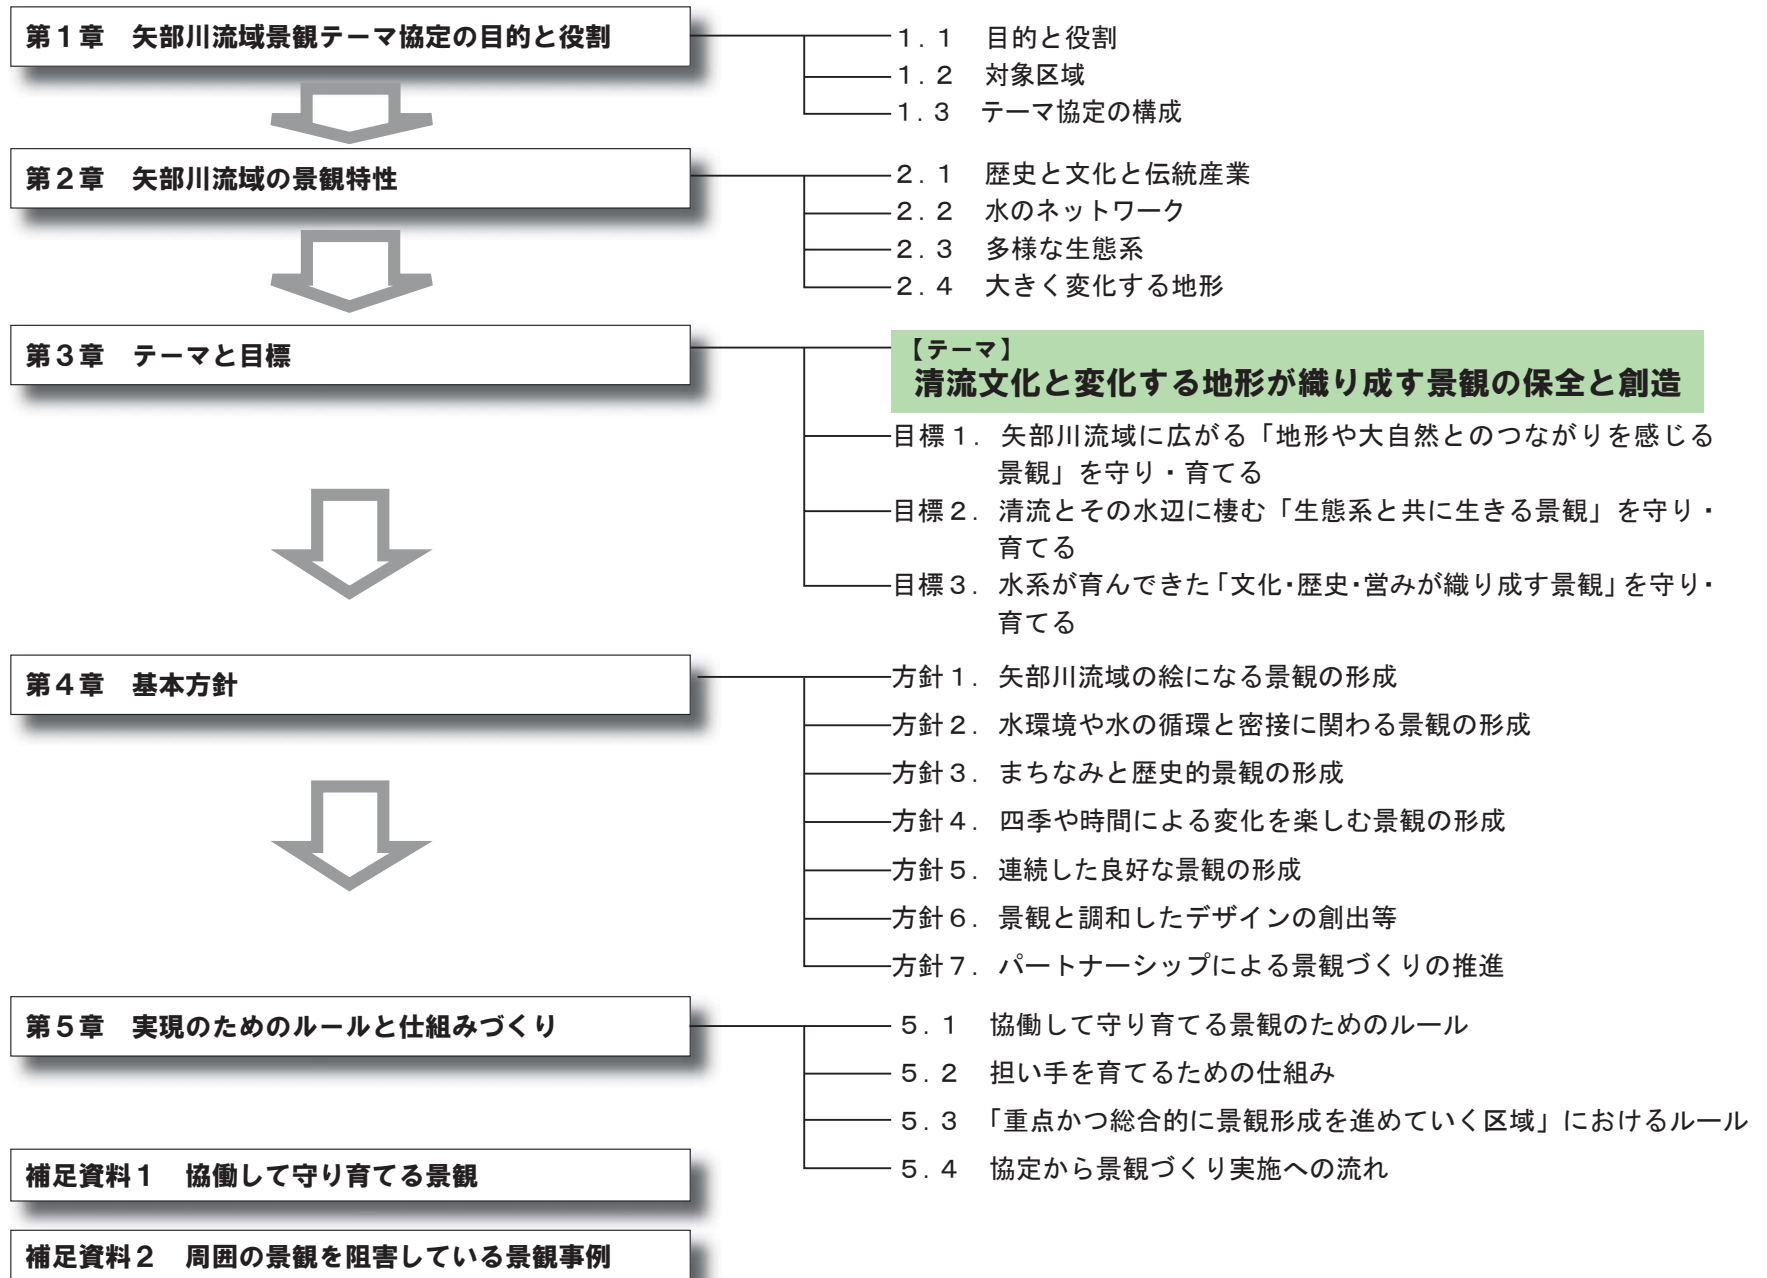 第１章　矢部川流域景観テーマ協定の目的と役割
１．１　目的と役割
１．２　対象区域
１．３　テーマ協定の構成
第２章　矢部川流域の景観特性
２．１　歴史と文化と伝統産業
２．２　水のネットワーク
２．３　多様な生態系
２．４　大きく変化する地形
第３章　テーマと目標
【テーマ】
清流文化と変化する地形が織り成す景観の保全と創造
目標１．矢部川流域に広がる「地形や大自然とのつながりを感じる
景観」を守り・育てる
目標２．清流とその水辺に棲む「生態系と共に生きる景観」を守り・
育てる
目標３．水系が育んできた「文化・歴史・営みが織り成す景観」を守り・
育てる
第４章　基本方針
方針１．矢部川流域の絵になる景観の形成
方針２．水環境や水の循環と密接に関わる景観の形成
方針３．まちなみと歴史的景観の形成
方針４．四季や時間による変化を楽しむ景観の形成
方針５．連続した良好な景観の形成
方針６．景観と調和したデザインの創出等
方針７．パートナーシップによる景観づくりの推進
第５章　実現のためのルールと仕組みづくり
５．１　協働して守り育てる景観のためのルール
５．２　担い手を育てるための仕組み
５．３　「重点かつ総合的に景観形成を進めていく区域」におけるルール
５．４　協定から景観づくり実施への流れ
補足資料１　協働して守り育てる景観
補足資料２　周囲の景観を阻害している景観事例